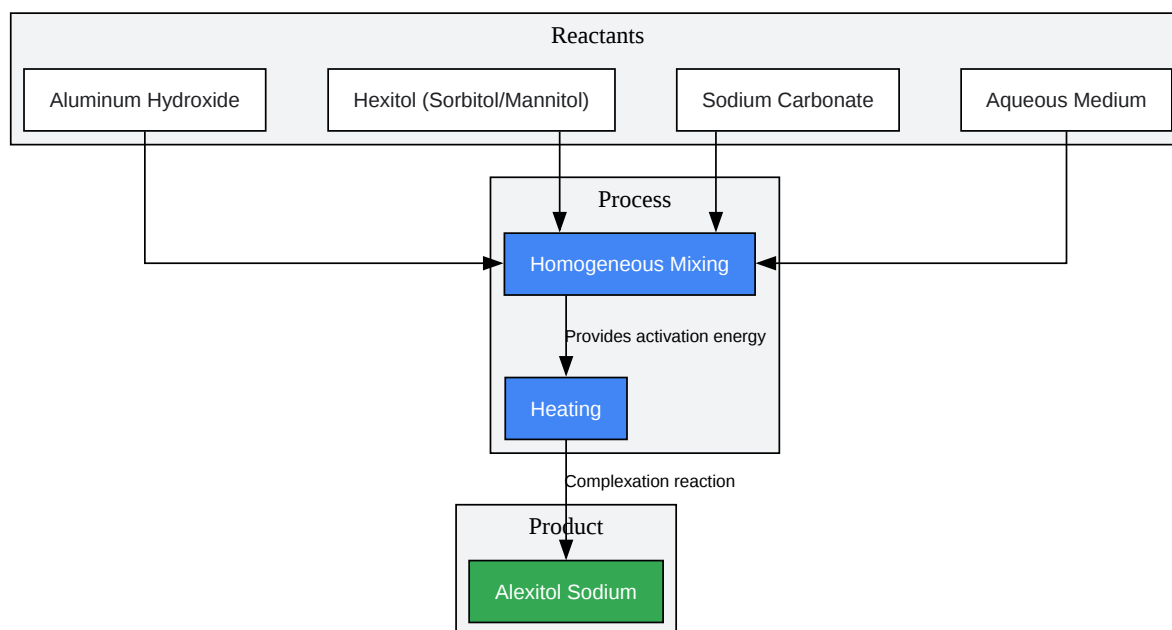 Reactants
Aluminum Hydroxide
Hexitol (Sorbitol/Mannitol)
Sodium Carbonate
Aqueous Medium
Process
Homogeneous Mixing
Provides activation energy
Heating
Complexation reaction
Product
Alexitol Sodium